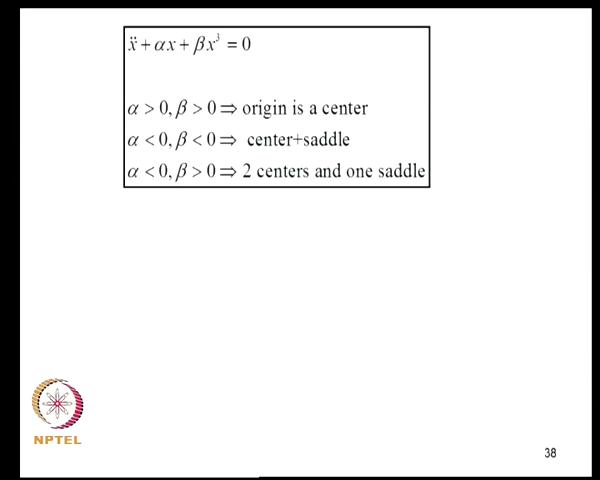 ẍ + αx + βx³ = 0
α > 0, β > 0 ⇒ origin is a center
α < 0, β < 0 ⇒ center+saddle
α < 0, β > 0 ⇒ 2 centers and one saddle
NPTEL
38